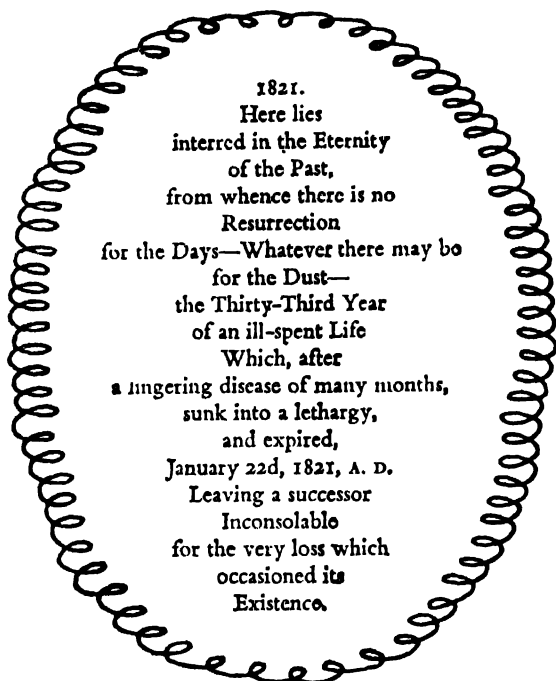 1821.
Here lies
interred in the Eternity
of the Past,
from whence there is no
Resurrection
for the Days—Whatever there may be
for the Dust—
the Thirty-Third Year
of an ill-spent Life
Which, after
a lingering disease of many months,
sunk into a lethargy,
and expired,
January 22d, 1821, A. D.
Leaving a successor
Inconsolable
for the very loss which
occasioned its
Existence.